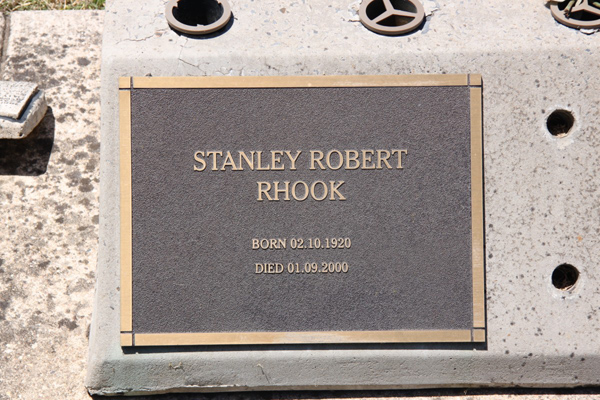 STANLEY ROBERT
RHOOK
BORN 02.10.1920
DIED 01.09.2000